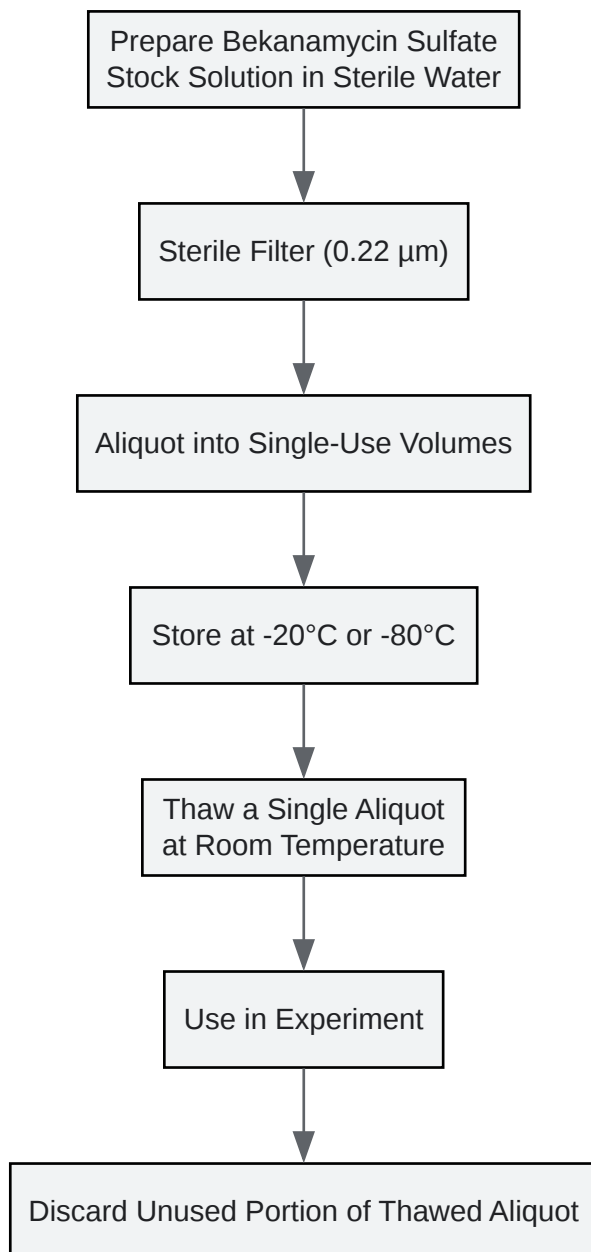 Prepare Bekanamycin Sulfate
Stock Solution in Sterile Water
Sterile Filter (0.22 µm)
Aliquot into Single-Use Volumes
Store at -20°C or -80°C
Thaw a Single Aliquot
at Room Temperature
Use in Experiment
Discard Unused Portion of Thawed Aliquot